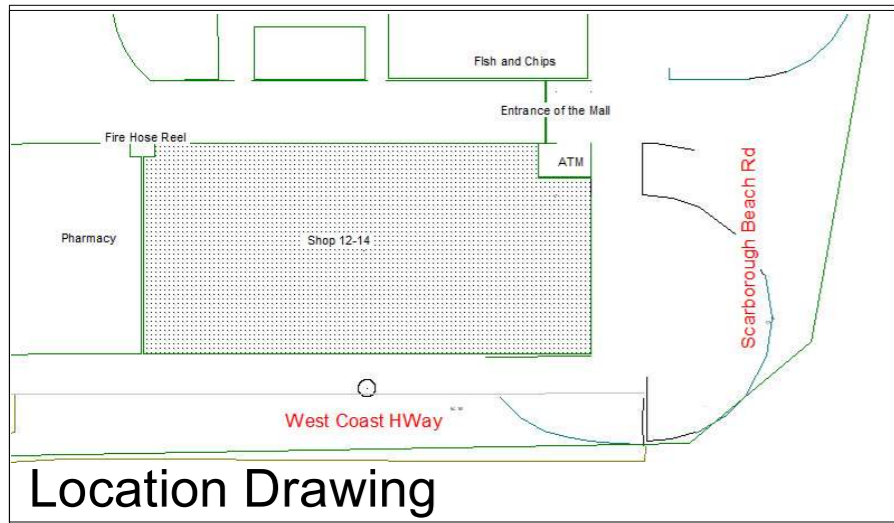 FIsh and Chips
Entrance of the Mall
Fire Hose Reel
ATM
Pharmacy
Shop 12-14
Scarborough Beach Rd
West Coast HWay
Location Drawing